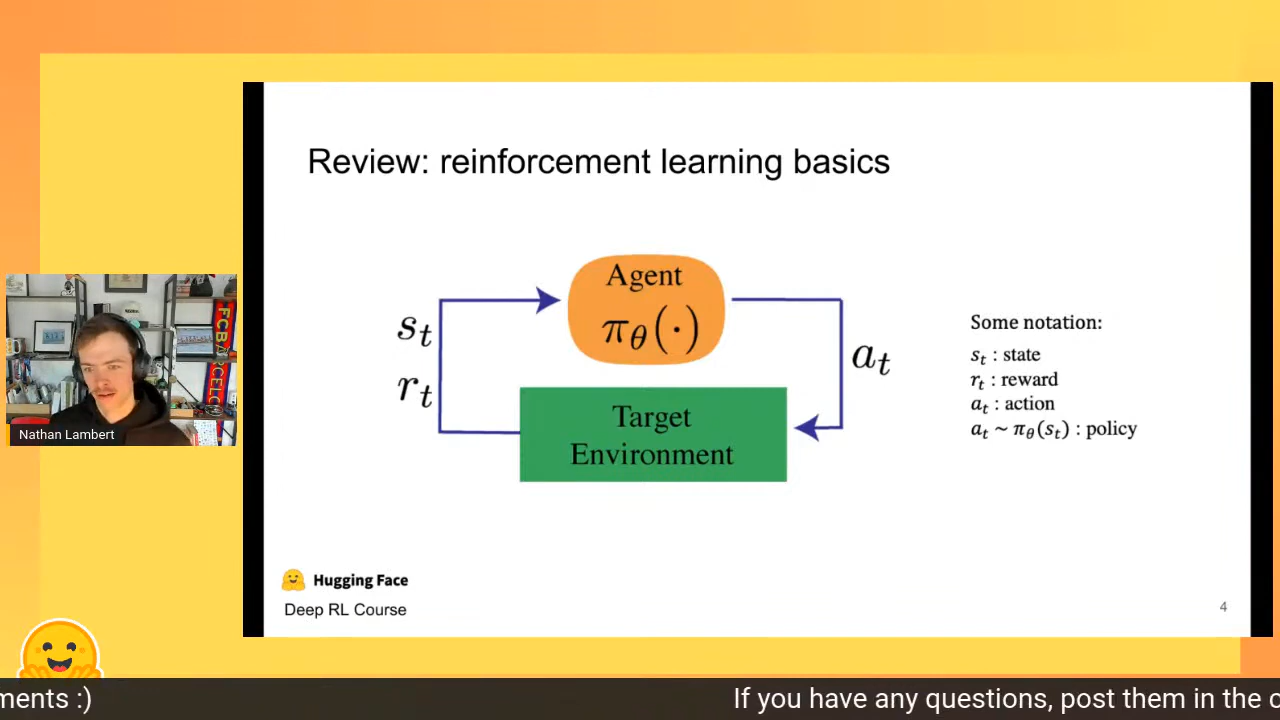 Review: reinforcement learning basics
Agent
πθ(·)
st
rt
at
Target
Environment
Some notation:
st : state
rt : reward
at : action
at ~ πθ(st) : policy
FCBARCELO
Nathan Lambert
Hugging Face
Deep RL Course
4
ments :)
If you have any questions, post them in the c